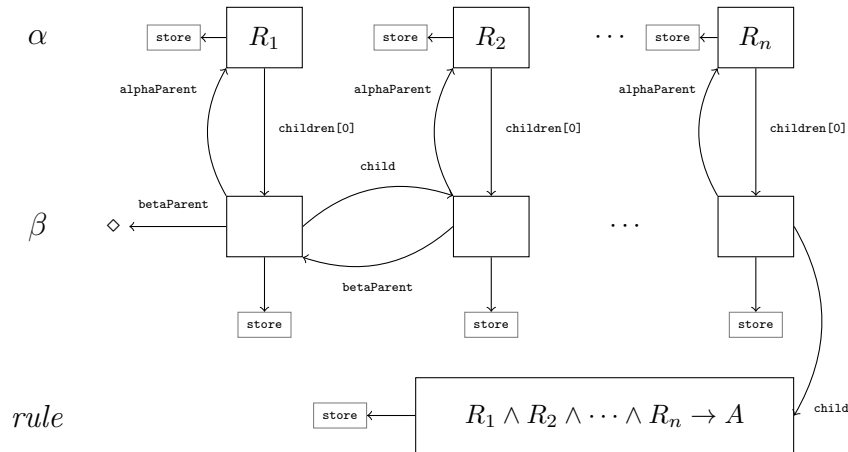 α store R₁ store R₂ ⋯ store Rₙ
alphaParent alphaParent alphaParent
children[0] children[0] children[0]
child
betaParent
β ◇ ⋯
betaParent
store store store
rule store R₁ ∧ R₂ ∧ ⋯ ∧ Rₙ → A child